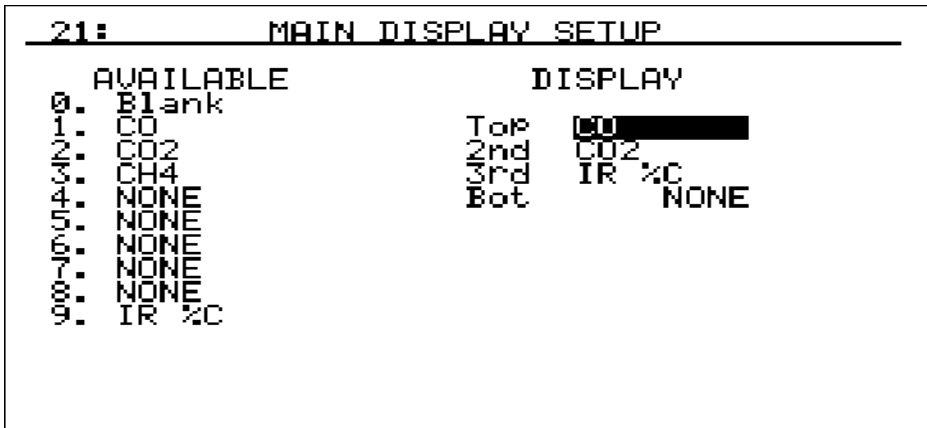 21: MAIN DISPLAY SETUP
AVAILABLE DISPLAY
0. Blank
1. CO Top CO
2. CO2 2nd CO2
3. CH4 3rd IR %C
4. NONE Bot NONE
5. NONE
6. NONE
7. NONE
8. NONE
9. IR %C